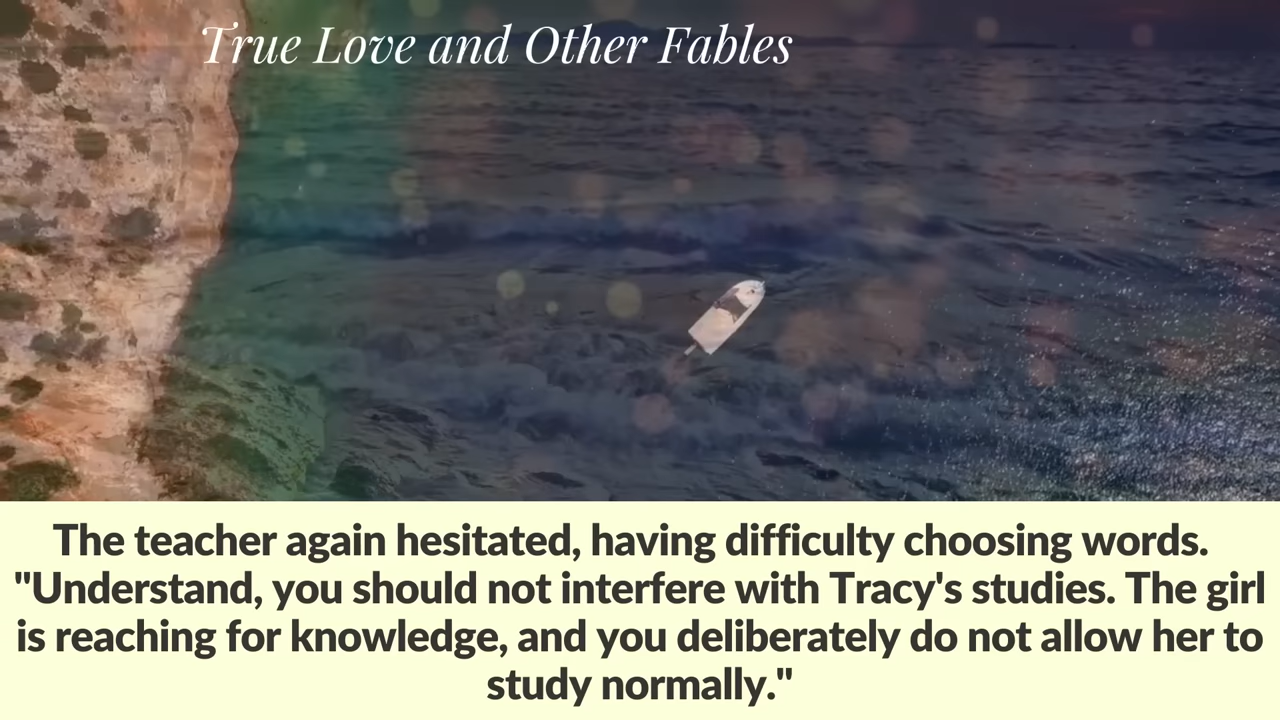 True Love and Other Fables
The teacher again hesitated, having difficulty choosing words.
"Understand, you should not interfere with Tracy's studies. The girl
is reaching for knowledge, and you deliberately do not allow her to
study normally."